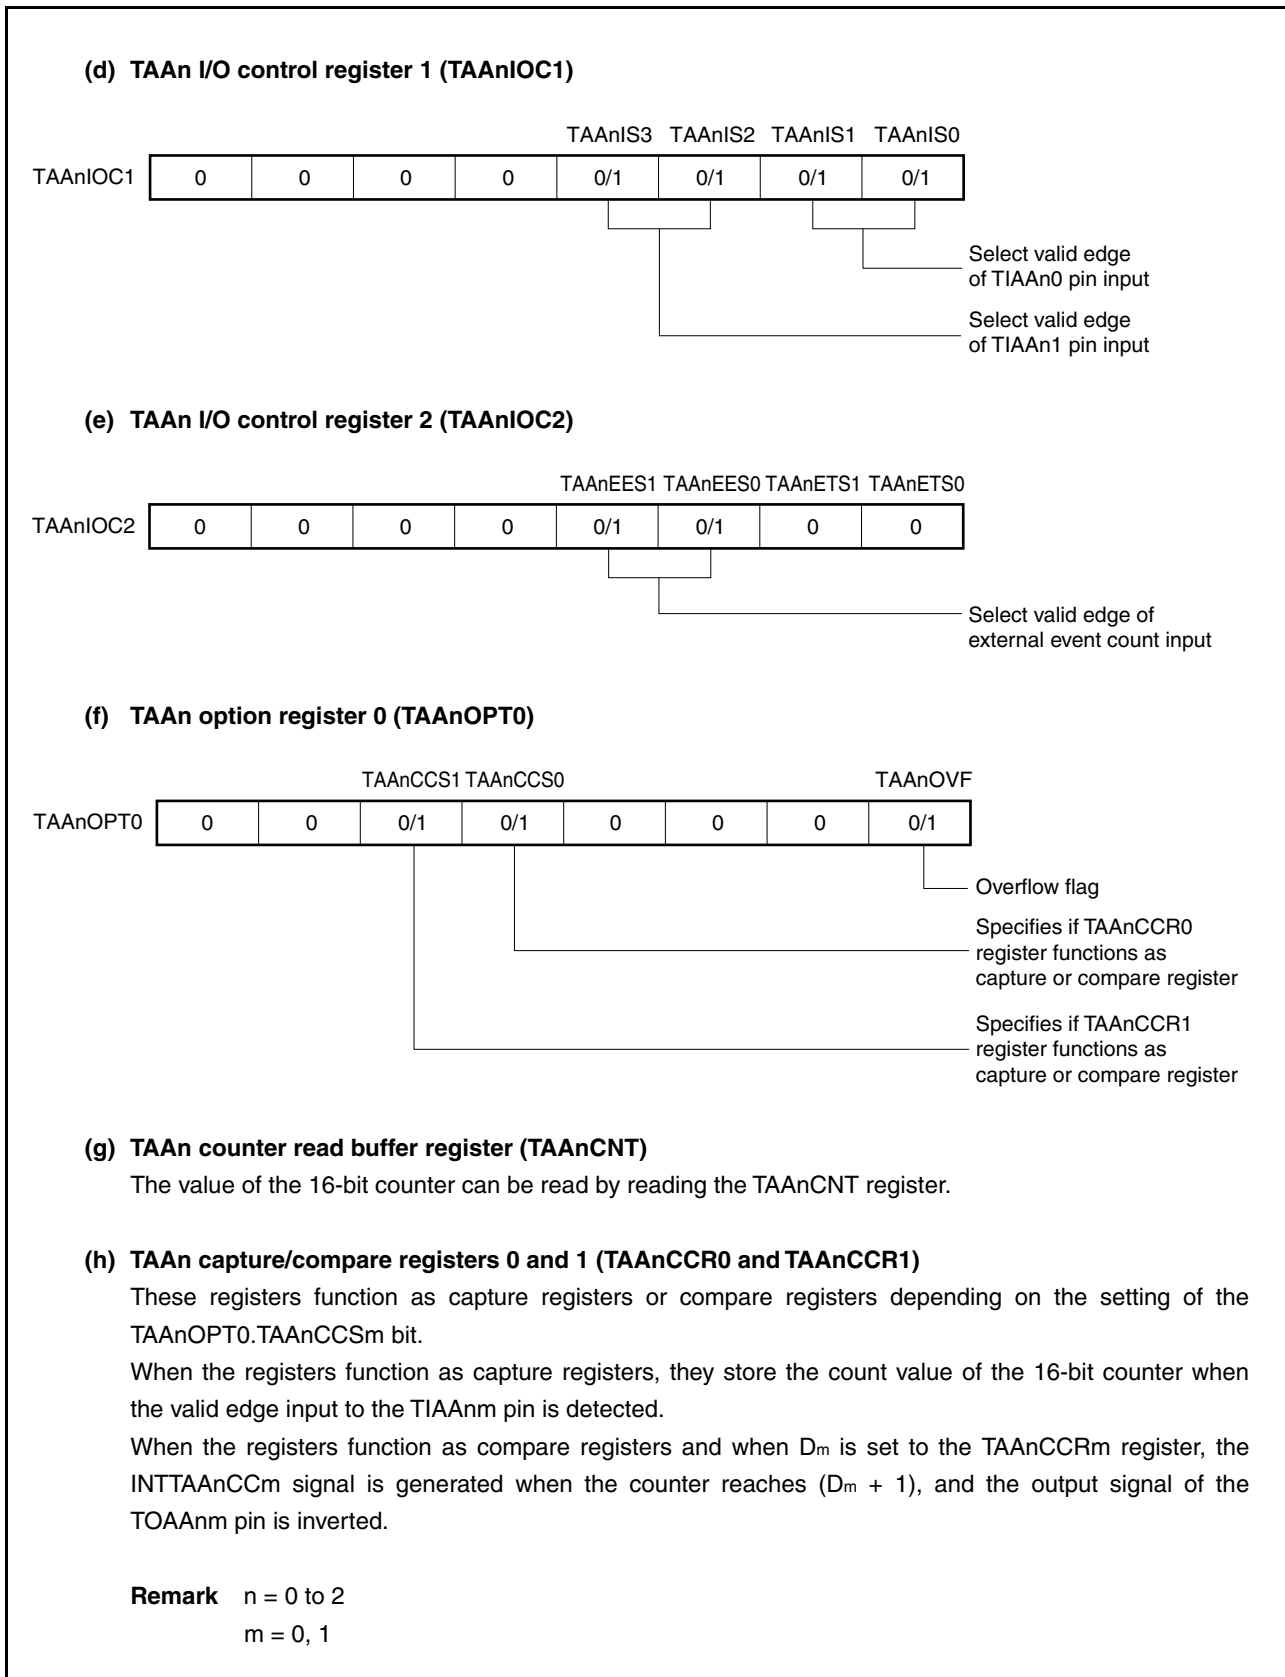 (d) TAAn I/O control register 1 (TAAnIOC1)
TAAnIS3 TAAnIS2 TAAnIS1 TAAnIS0
TAAnIOC1 0 0 0 0 0/1 0/1 0/1 0/1
Select valid edge
of TIAAn0 pin input
Select valid edge
of TIAAn1 pin input
(e) TAAn I/O control register 2 (TAAnIOC2)
TAAnEES1 TAAnEES0 TAAnETS1 TAAnETS0
TAAnIOC2 0 0 0 0 0/1 0/1 0 0
Select valid edge of
external event count input
(f) TAAn option register 0 (TAAnOPT0)
TAAnCCS1 TAAnCCS0 TAAnOVF
TAAnOPT0 0 0 0/1 0/1 0 0 0 0/1
Overflow flag
Specifies if TAAnCCR0
register functions as
capture or compare register
Specifies if TAAnCCR1
register functions as
capture or compare register
(g) TAAn counter read buffer register (TAAnCNT)
The value of the 16-bit counter can be read by reading the TAAnCNT register.
(h) TAAn capture/compare registers 0 and 1 (TAAnCCR0 and TAAnCCR1)
These registers function as capture registers or compare registers depending on the setting of the
TAAnOPT0.TAAnCCSm bit.
When the registers function as capture registers, they store the count value of the 16-bit counter when
the valid edge input to the TIAAnm pin is detected.
When the registers function as compare registers and when Dm is set to the TAAnCCRm register, the
INTTAAnCCm signal is generated when the counter reaches (Dm + 1), and the output signal of the
TOAAnm pin is inverted.
Remark n = 0 to 2
m = 0, 1